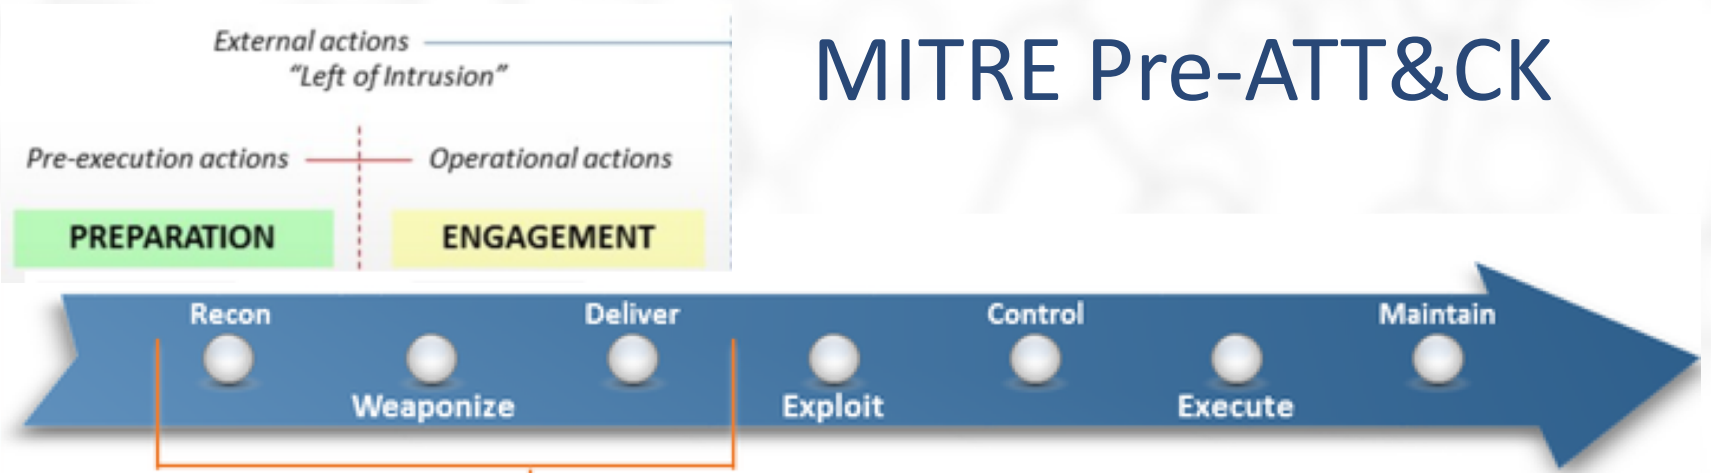 External actions
"Left of Intrusion"
MITRE Pre-ATT&CK
Pre-execution actions
Operational actions
PREPARATION
ENGAGEMENT
Recon
Weaponize
Deliver
Exploit
Control
Execute
Maintain